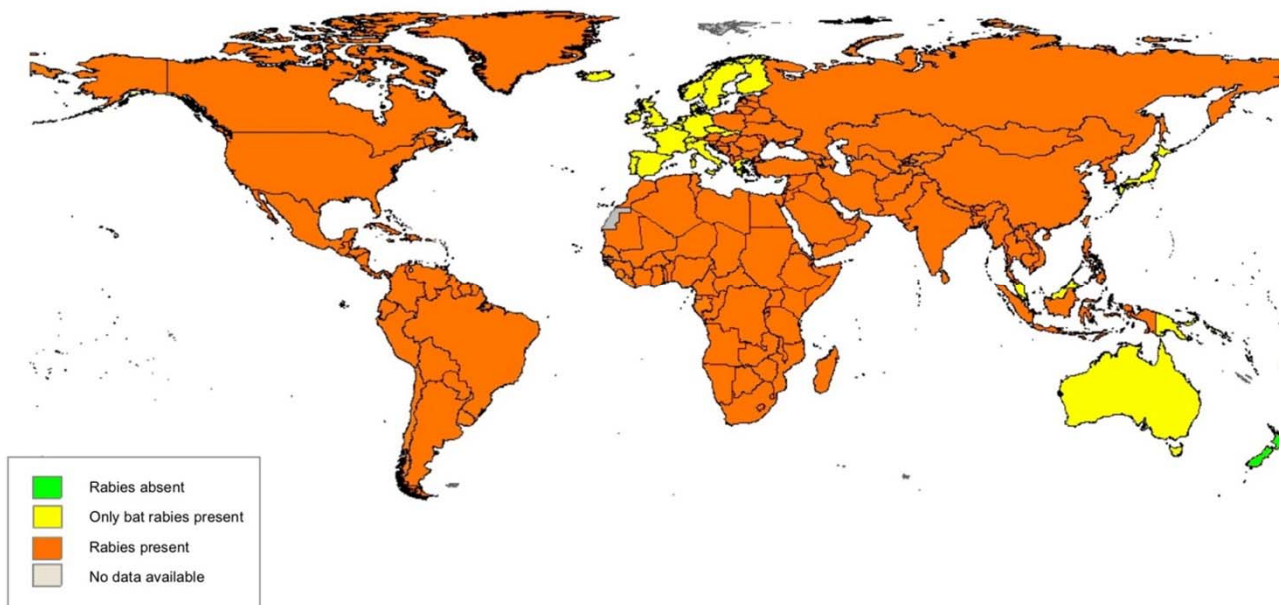 Rabies absent
Only bat rabies present
Rabies present
No data available